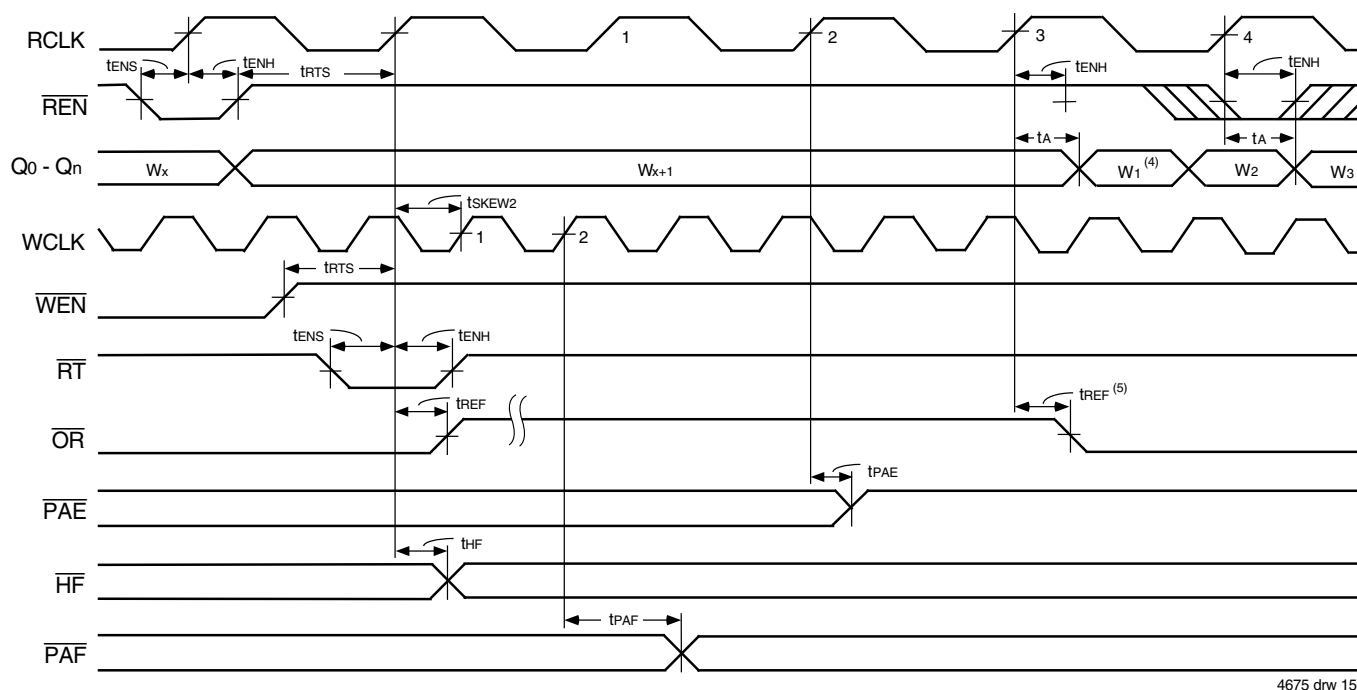 RCLK 1 2 3 4
tENS tENH tRTS tENH tENH
REN
tA tA
Q0 - Qn Wx Wx+1 W1 (4) W2 W3
tSKEW2
WCLK 1 2
tRTS
WEN
tENS tENH
RT
tREF tREF (5)
OR
tPAE
PAE
tHF
HF
tPAF
PAF
4675 drw 15